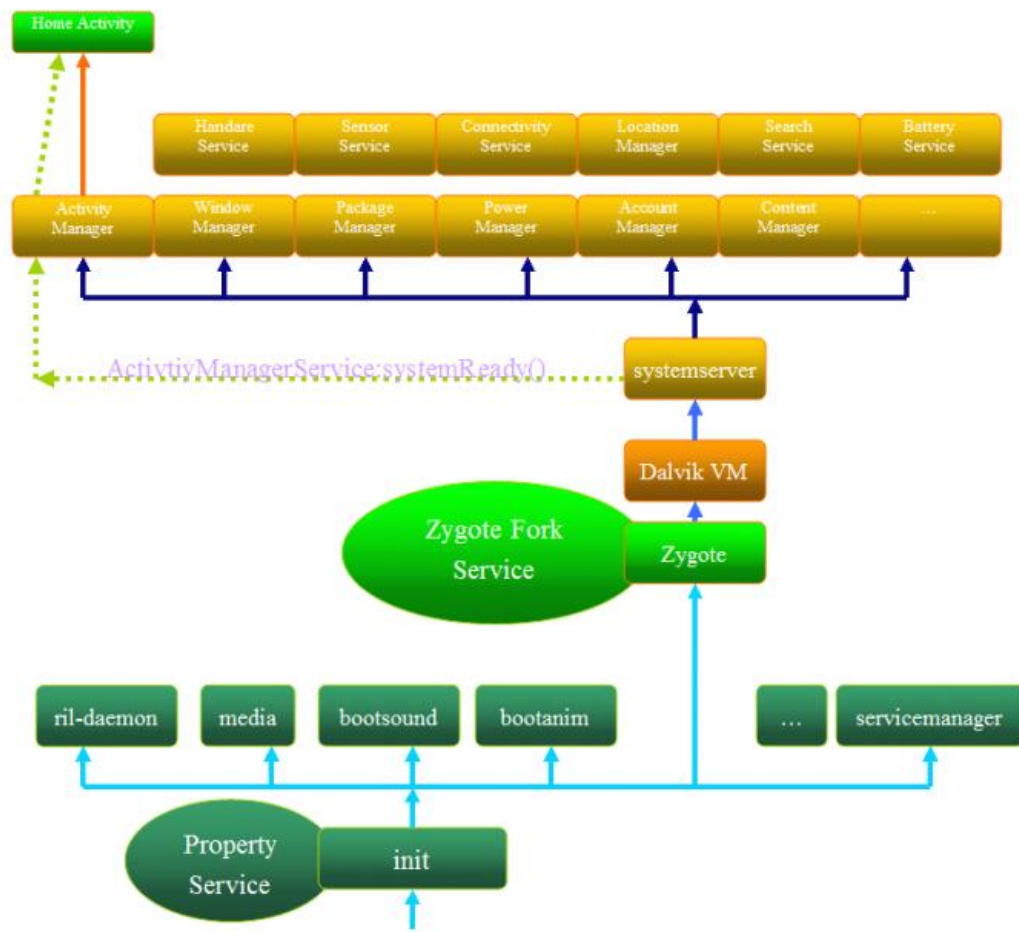 Home Activity
Handare
Service
Sensor
Service
Connectivity
Service
Location
Manager
Search
Service
Battery
Service
Activity
Manager
Window
Manager
Package
Manager
Power
Manager
Account
Manager
Content
Manager
...
ActivtiyManagerService:systemReady()
systemserver
Dalvik VM
Zygote Fork
Service
Zygote
ril-daemon
media
bootsound
bootanim
...
servicemanager
Property
Service
init